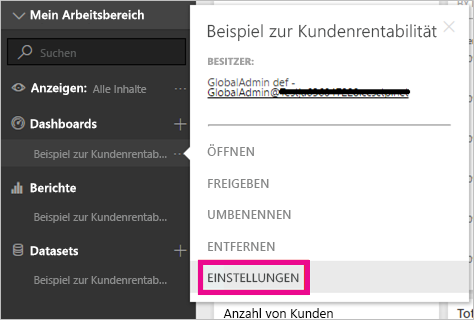 Mein Arbeitsbereich
Suchen
Anzeigen: Alle Inhalte ...
Dashboards
Beispiel zur Kundenrentab... ...
Berichte
Beispiel zur Kundenrentab...
Datasets
Beispiel zur Kundenrentab...
Beispiel zur Kundenrentabilität
BESITZER:
GlobalAdmin def -
GlobalAdmin@
ÖFFNEN
FREIGEBEN
UMBENENNEN
ENTFERNEN
EINSTELLUNGEN
Anzahl von Kunden
Tot